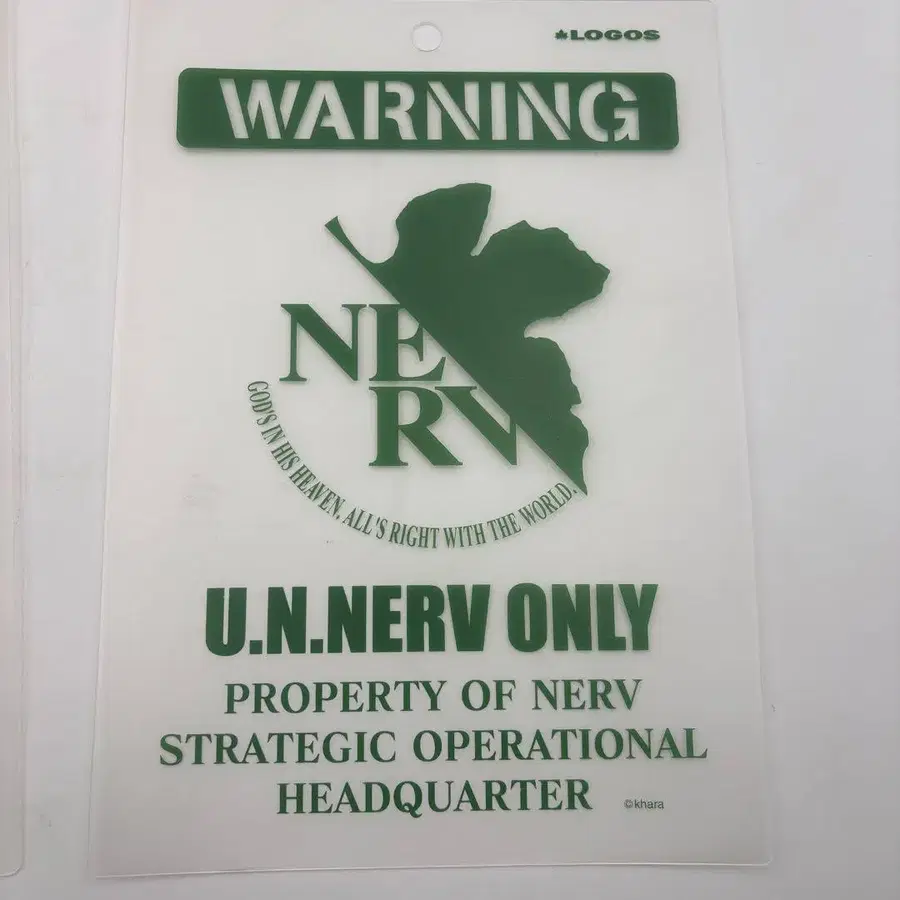 LOGOS
WARNING
NERV
GOD'S IN HIS HEAVEN. ALL'S RIGHT WITH THE WORLD.
U.N.NERV ONLY
PROPERTY OF NERV
STRATEGIC OPERATIONAL
HEADQUARTER
©khara